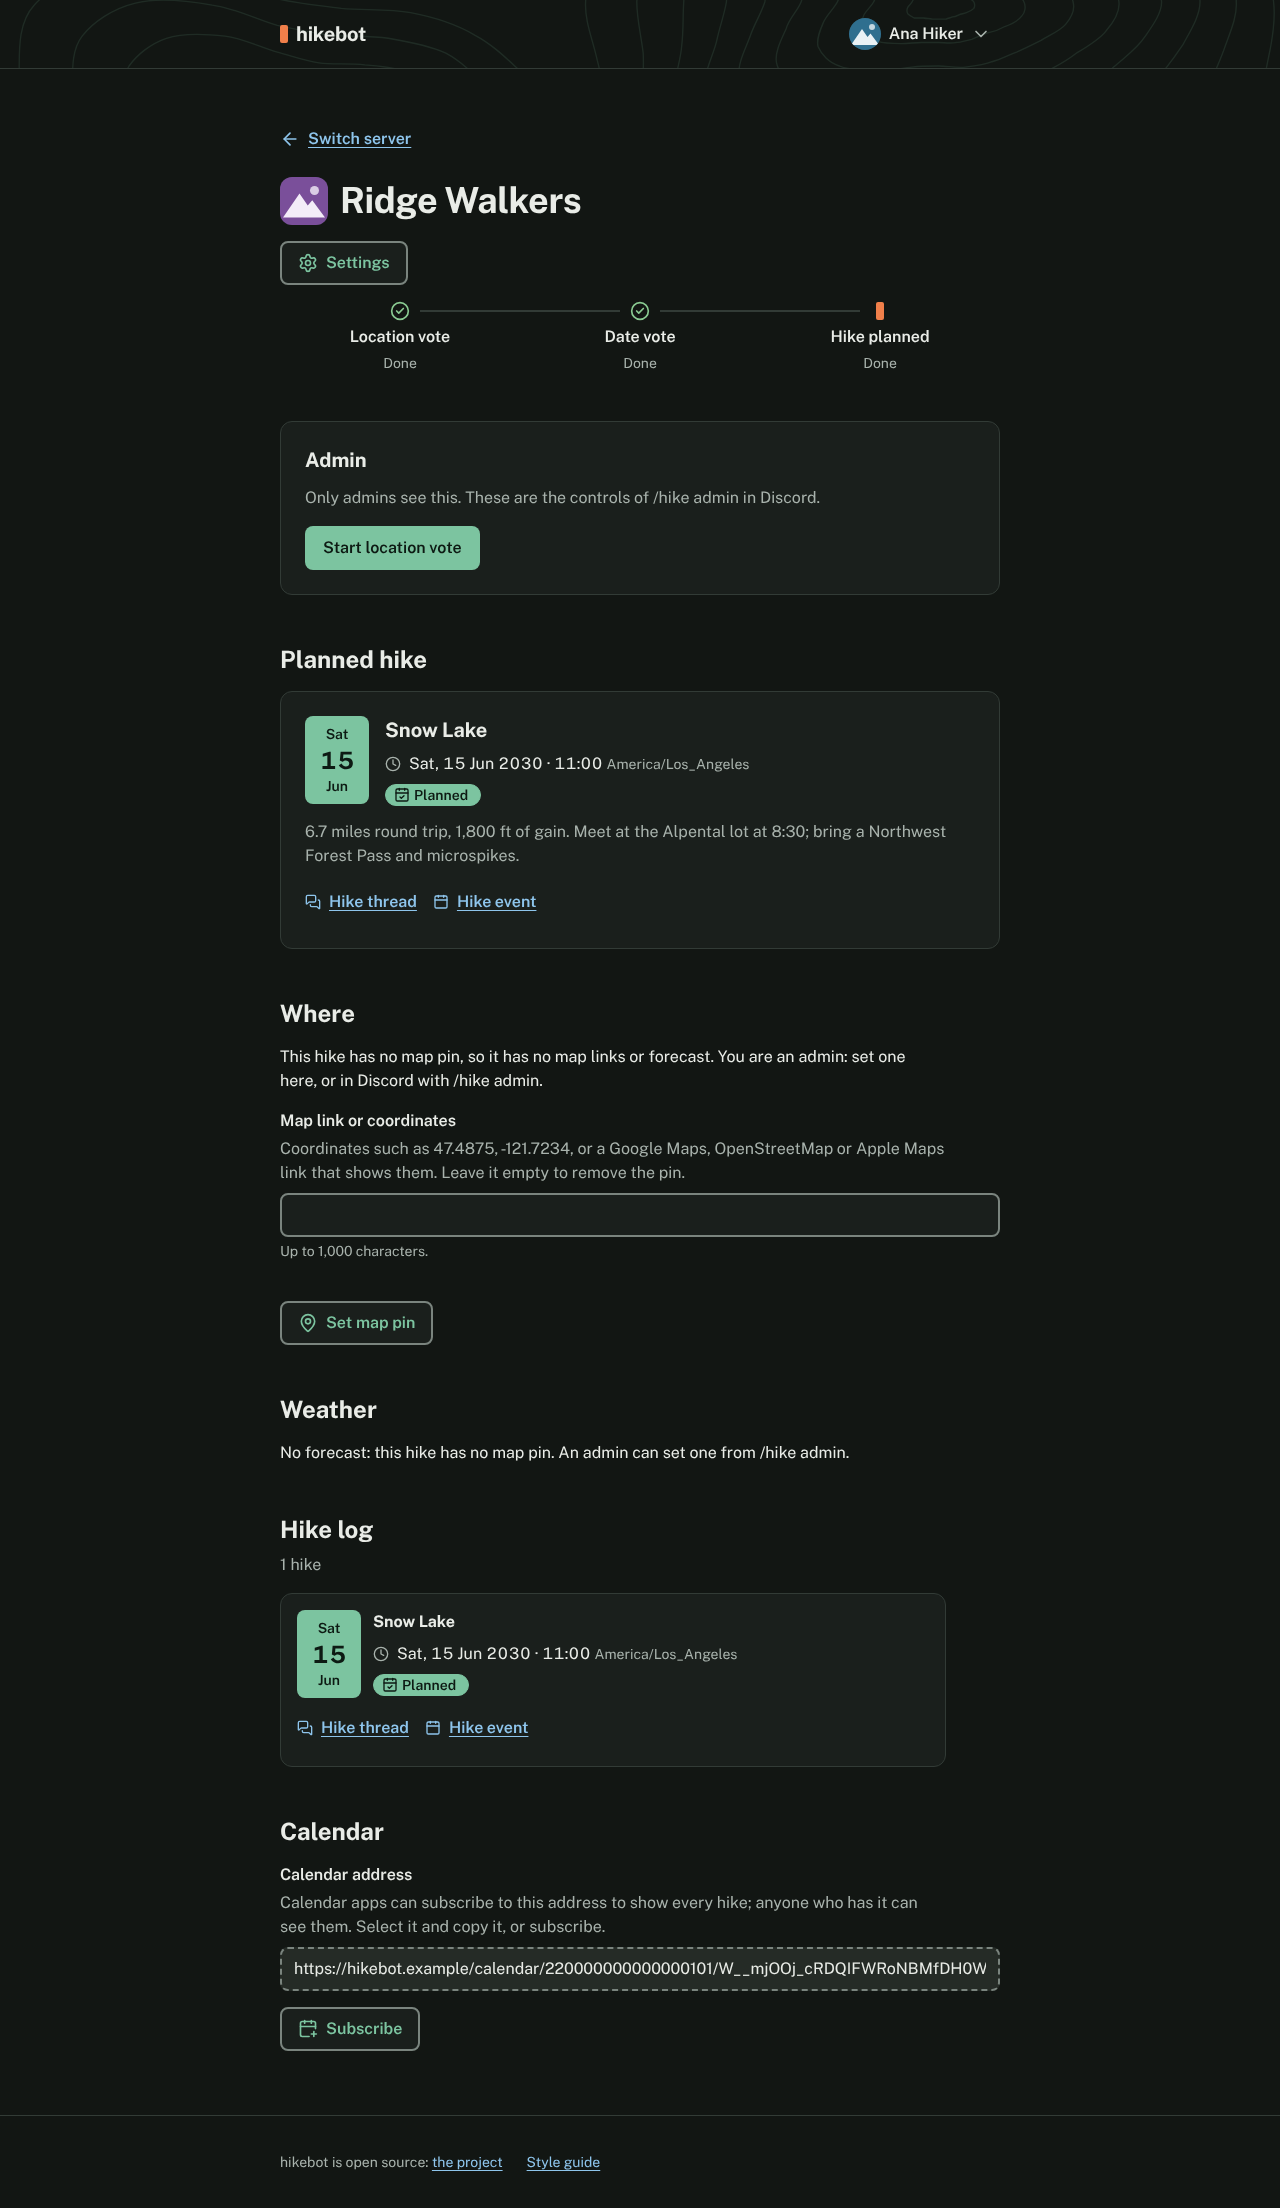 hikebot
Ana Hiker
Switch server
Ridge Walkers
Settings
Location vote
Done
Date vote
Done
Hike planned
Done
Admin
Only admins see this. These are the controls of /hike admin in Discord.
Start location vote
Planned hike
Sat
15
Jun
Snow Lake
Sat, 15 Jun 2030 · 11:00 America/Los_Angeles
Planned
6.7 miles round trip, 1,800 ft of gain. Meet at the Alpental lot at 8:30; bring a Northwest
Forest Pass and microspikes.
Hike thread
Hike event
Where
This hike has no map pin, so it has no map links or forecast. You are an admin: set one
here, or in Discord with /hike admin.
Map link or coordinates
Coordinates such as 47.4875, -121.7234, or a Google Maps, OpenStreetMap or Apple Maps
link that shows them. Leave it empty to remove the pin.
Up to 1,000 characters.
Set map pin
Weather
No forecast: this hike has no map pin. An admin can set one from /hike admin.
Hike log
1 hike
Sat
15
Jun
Snow Lake
Sat, 15 Jun 2030 · 11:00 America/Los_Angeles
Planned
Hike thread
Hike event
Calendar
Calendar address
Calendar apps can subscribe to this address to show every hike; anyone who has it can
see them. Select it and copy it, or subscribe.
https://hikebot.example/calendar/220000000000000101/W__mjOOj_cRDQIFWRoNBMfDH0W
Subscribe
hikebot is open source: the project
Style guide